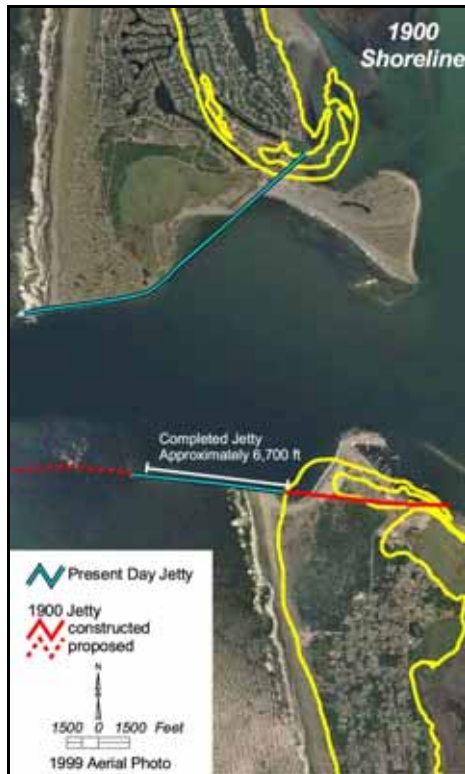 1900
Shoreline
Completed Jetty
Approximately 6,700 ft
Present Day Jetty
1900 Jetty
constructed
proposed
N
1500 0 1500 Feet
1999 Aerial Photo